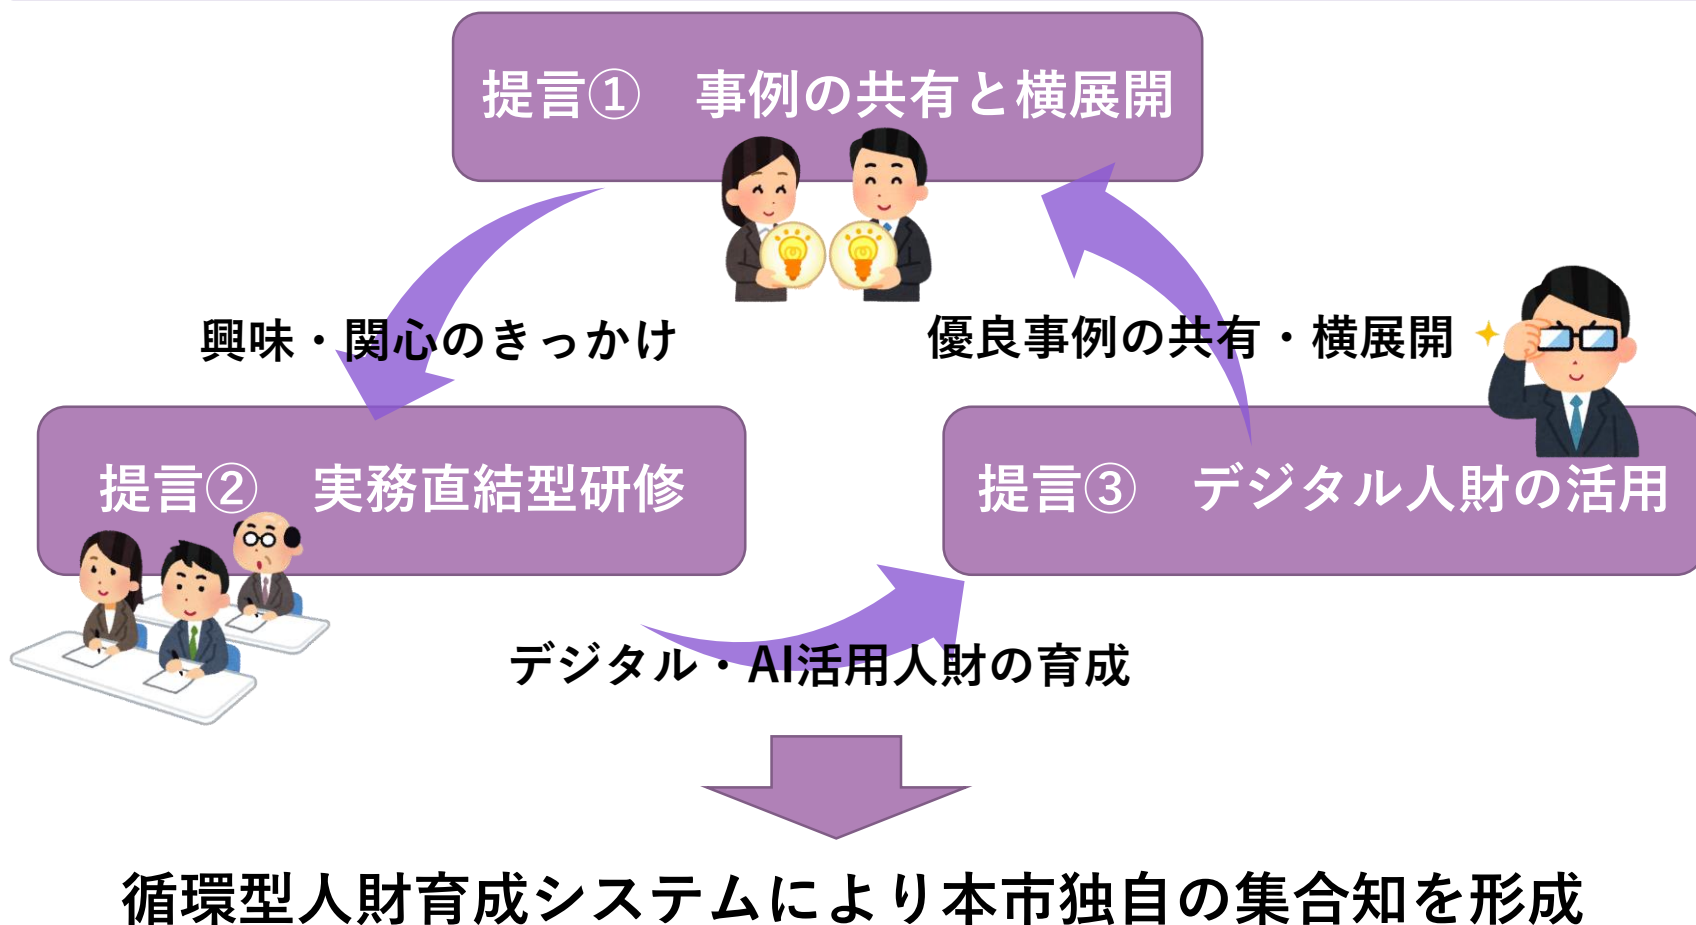 提言①　事例の共有と横展開
興味・関心のきっかけ
優良事例の共有・横展開
提言②　実務直結型研修
提言③　デジタル人財の活用
デジタル・AI活用人財の育成
循環型人財育成システムにより本市独自の集合知を形成